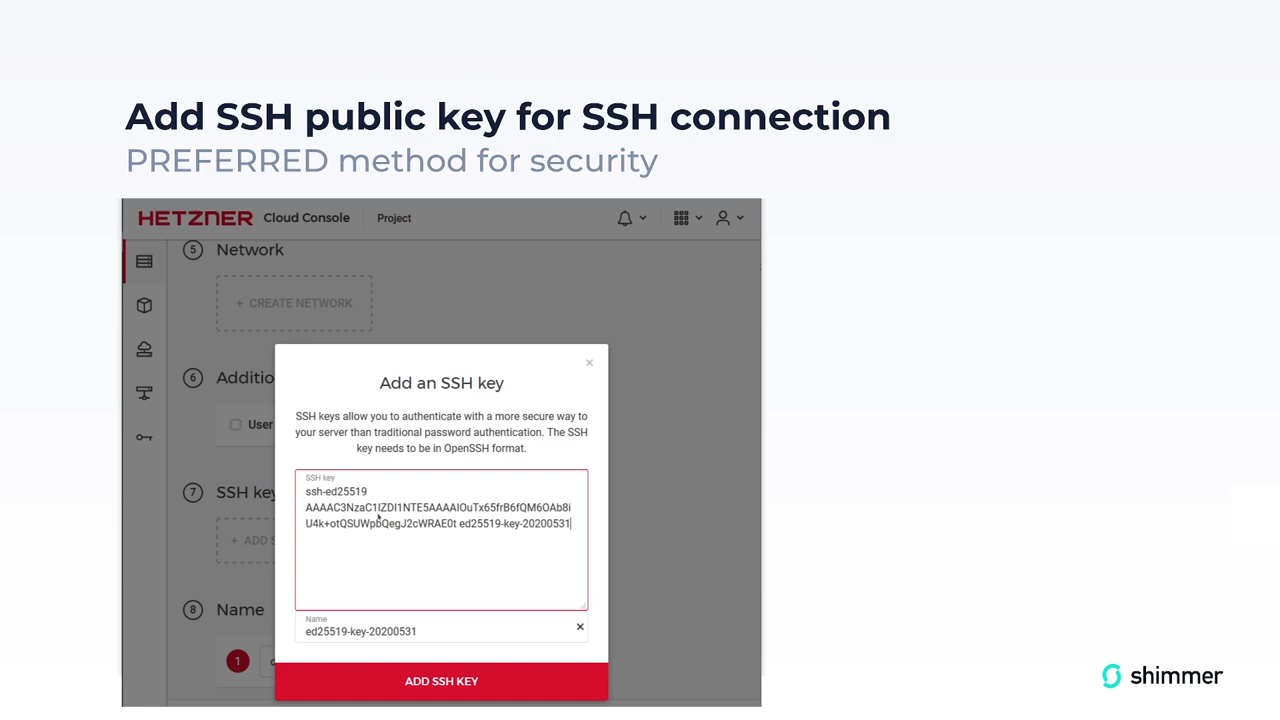 Add SSH public key for SSH connection
PREFERRED method for security
HETZNER Cloud Console Project
5 Network
+ CREATE NETWORK
6 Additio
User
7 SSH key
+ ADD S
8 Name
1
Add an SSH key
SSH keys allow you to authenticate with a more secure way to
your server than traditional password authentication. The SSH
key needs to be in OpenSSH format.
SSH key
ssh-ed25519
AAAAC3NzaC1lZDI1NTE5AAAAIOuTx65frB6fQM6OAb8i
U4k+otQSUWpbQegJ2cWRAE0t ed25519-key-20200531
Name
ed25519-key-20200531
ADD SSH KEY
shimmer